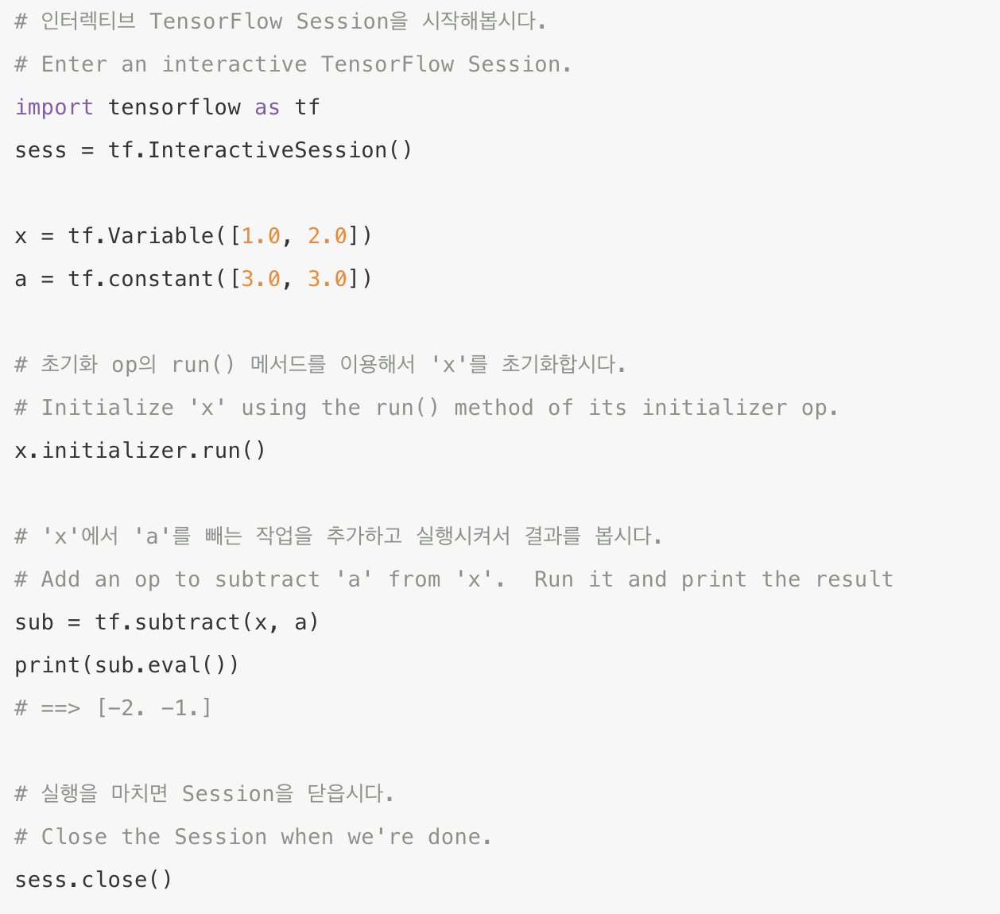 # 인터렉티브 TensorFlow Session을 시작해봅시다.
# Enter an interactive TensorFlow Session.
import tensorflow as tf
sess = tf.InteractiveSession()
x = tf.Variable([1.0, 2.0])
a = tf.constant([3.0, 3.0])
# 초기화 op의 run() 메서드를 이용해서 'x'를 초기화합시다.
# Initialize 'x' using the run() method of its initializer op.
x.initializer.run()
# 'x'에서 'a'를 빼는 작업을 추가하고 실행시켜서 결과를 봅시다.
# Add an op to subtract 'a' from 'x'.  Run it and print the result
sub = tf.subtract(x, a)
print(sub.eval())
# ==> [-2. -1.]
# 실행을 마치면 Session을 닫읍시다.
# Close the Session when we're done.
sess.close()